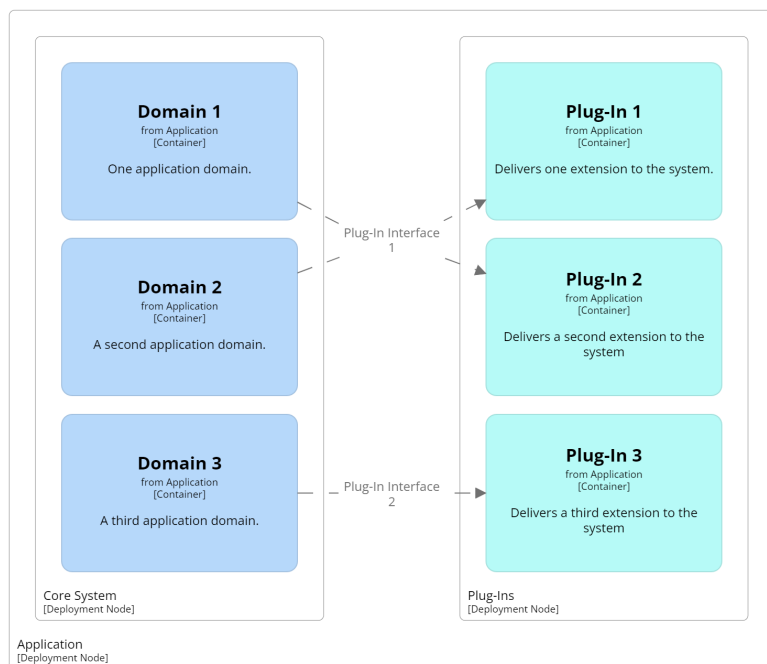 Domain 1
from Application
[Container]
One application domain.
Plug-In 1
from Application
[Container]
Delivers one extension to the system.
Plug-In Interface
1
Domain 2
from Application
[Container]
A second application domain.
Plug-In 2
from Application
[Container]
Delivers a second extension to the
system
Domain 3
from Application
[Container]
A third application domain.
Plug-In Interface
2
Plug-In 3
from Application
[Container]
Delivers a third extension to the
system
Core System
[Deployment Node]
Plug-Ins
[Deployment Node]
Application
[Deployment Node]